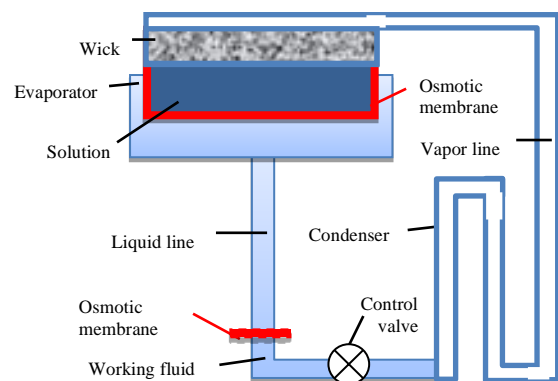 Wick
Evaporator
Solution
Osmotic
membrane
Vapor line
Liquid line
Condenser
Osmotic
membrane
Control
valve
Working fluid